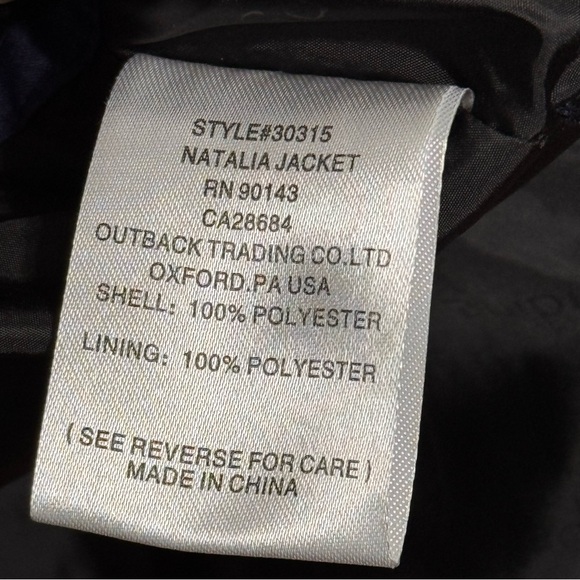 STYLE#30315
NATALIA JACKET
RN 90143
CA28684
OUTBACK TRADING CO.LTD
OXFORD.PA USA
SHELL: 100% POLYESTER
LINING: 100% POLYESTER
( SEE REVERSE FOR CARE )
MADE IN CHINA